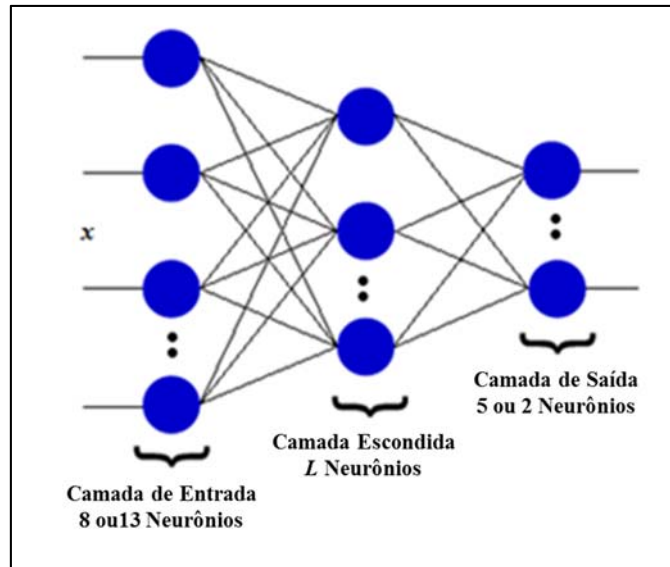 x
Camada de Saída
5 ou 2 Neurônios
Camada Escondida
L Neurônios
Camada de Entrada
8 ou13 Neurônios